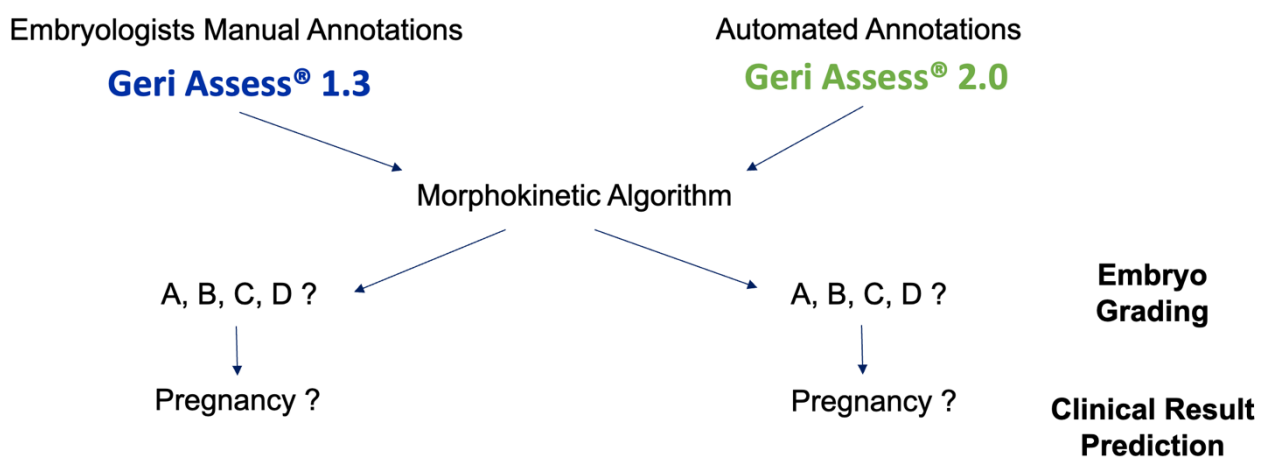 Embryologists Manual Annotations
Geri Assess® 1.3
Automated Annotations
Geri Assess® 2.0
Morphokinetic Algorithm
A, B, C, D ?
A, B, C, D ?
Embryo
Grading
Pregnancy ?
Pregnancy ?
Clinical Result
Prediction